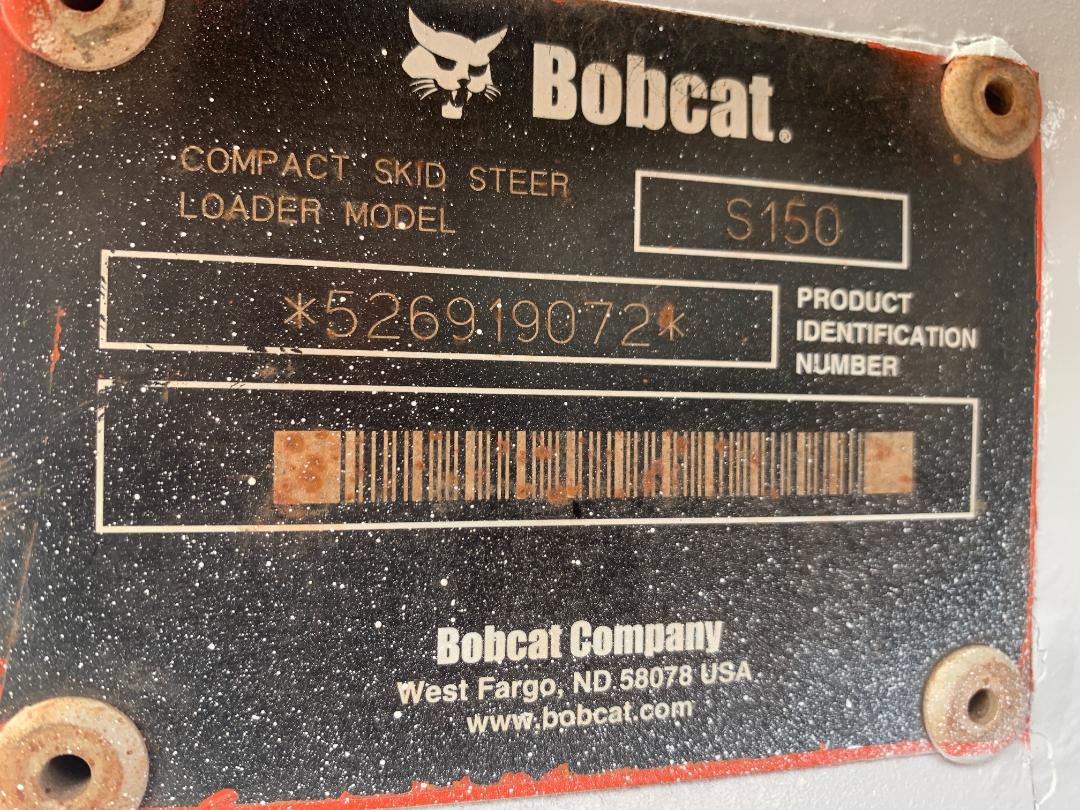 Bobcat®
COMPACT SKID STEER
LOADER MODEL
S150
*526919072*
PRODUCT
IDENTIFICATION
NUMBER
Bobcat Company
West Fargo, ND 58078 USA
www.bobcat.com